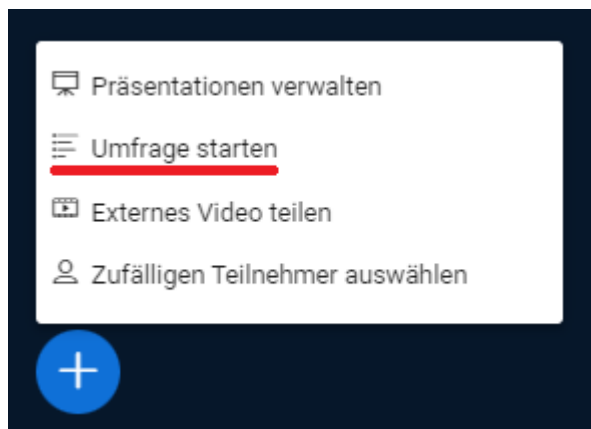 Präsentationen verwalten
Umfrage starten
Externes Video teilen
Zufälligen Teilnehmer auswählen